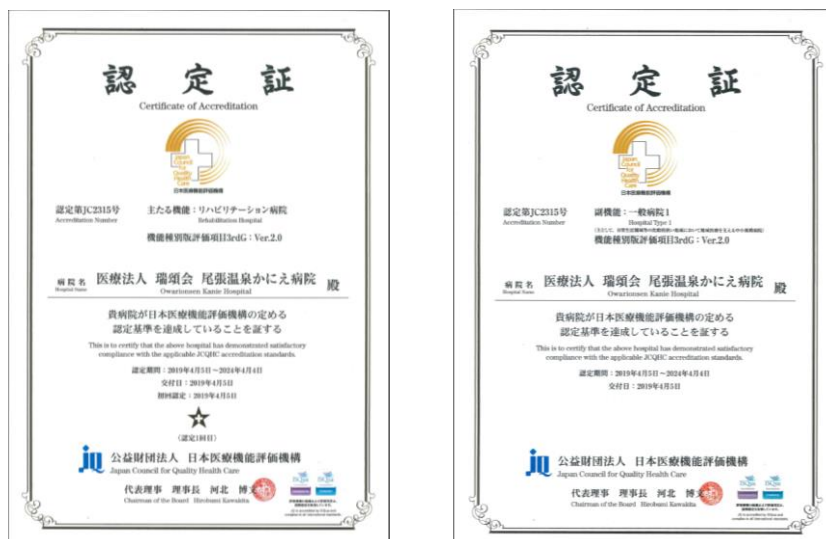 認定証
Certificate of Accreditation
Japan
Council
for
Quality
Health
Care
日本医療機能評価機構
認定第JC2315号
Accreditation Number
主たる機能：リハビリテーション病院
Rehabilitation Hospital
機能種別版評価項目3rdG：Ver.2.0
病院名
Hospital Name
医療法人 瑞頌会 尾張温泉かにえ病院 殿
Owarionsen Kanie Hospital
貴病院が日本医療機能評価機構の定める
認定基準を達成していることを証する
This is to certify that the above hospital has demonstrated satisfactory
compliance with the applicable JCQHC accreditation standards.
認定期間：2019年4月5日～2024年4月4日
交付日：2019年4月5日
初回認定：2019年4月5日
（認定1回目）
jq 公益財団法人 日本医療機能評価機構
Japan Council for Quality Health Care
代表理事 理事長 河北 博文
Chairman of the Board Hirobumi Kawakita
認定証
Certificate of Accreditation
Japan
Council
for
Quality
Health
Care
日本医療機能評価機構
認定第JC2315号
Accreditation Number
副機能：一般病院1
Hospital Type 1
機能種別版評価項目3rdG：Ver.2.0
病院名
Hospital Name
医療法人 瑞頌会 尾張温泉かにえ病院 殿
Owarionsen Kanie Hospital
貴病院が日本医療機能評価機構の定める
認定基準を達成していることを証する
This is to certify that the above hospital has demonstrated satisfactory
compliance with the applicable JCQHC accreditation standards.
認定期間：2019年4月5日～2024年4月4日
交付日：2019年4月5日
jq 公益財団法人 日本医療機能評価機構
Japan Council for Quality Health Care
代表理事 理事長 河北 博文
Chairman of the Board Hirobumi Kawakita